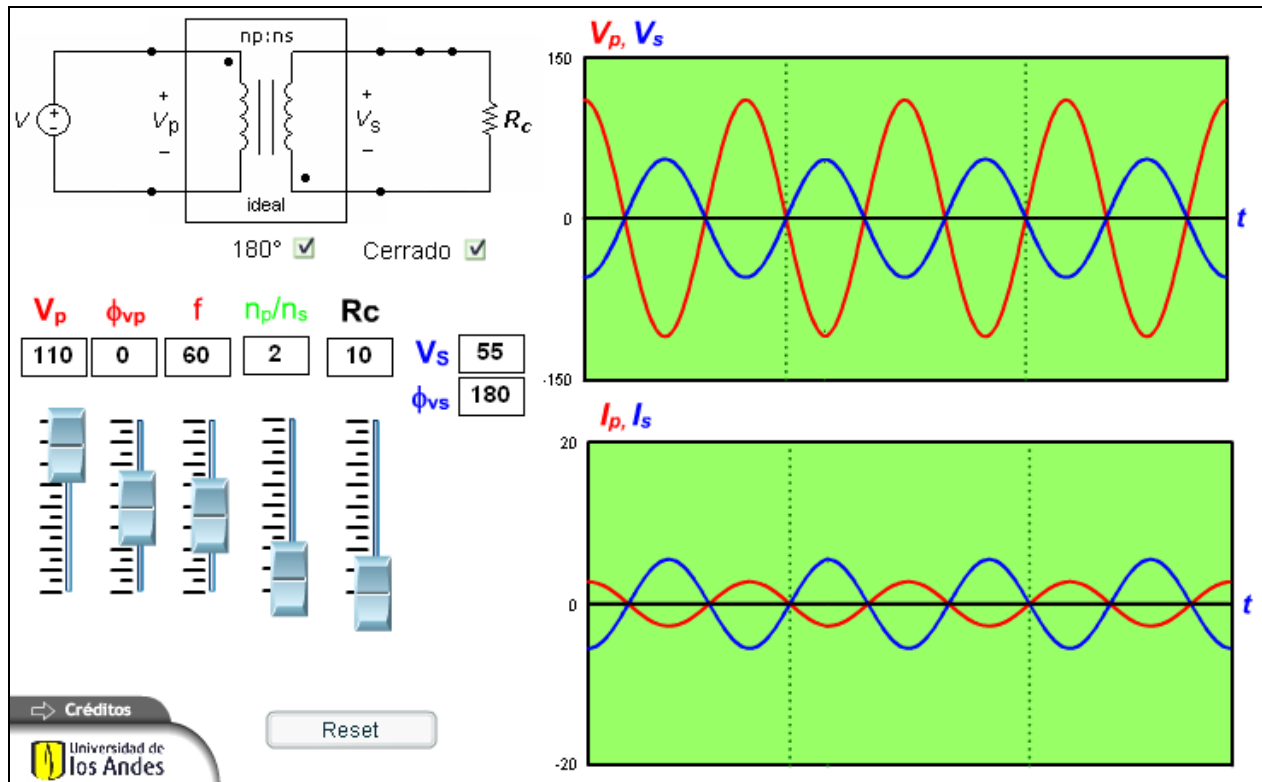 np:ns
V
+
-
+
Vp
-
+
Vs
-
Rc
ideal
180°
Cerrado
Vp ϕvp f np/ns Rc
110 0 60 2 10
VS 55
ϕvs 180
Vp, Vs
150
0
-150
t
Ip, Is
20
0
-20
t
Créditos
Reset
Universidad de
los Andes